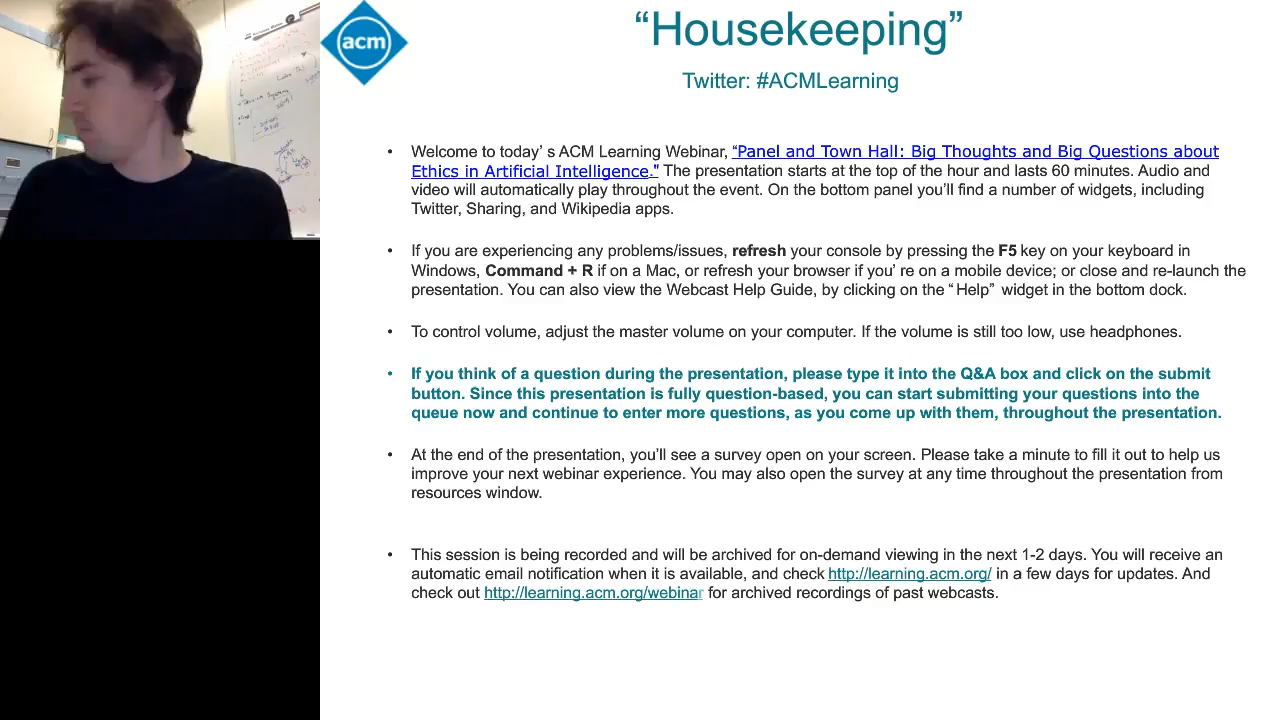 acm
“Housekeeping”
Twitter: #ACMLearning
• Welcome to today’ s ACM Learning Webinar, “Panel and Town Hall: Big Thoughts and Big Questions about
Ethics in Artificial Intelligence.” The presentation starts at the top of the hour and lasts 60 minutes. Audio and
video will automatically play throughout the event. On the bottom panel you’ll find a number of widgets, including
Twitter, Sharing, and Wikipedia apps.
• If you are experiencing any problems/issues, refresh your console by pressing the F5 key on your keyboard in
Windows, Command + R if on a Mac, or refresh your browser if you’ re on a mobile device; or close and re-launch the
presentation. You can also view the Webcast Help Guide, by clicking on the “ Help” widget in the bottom dock.
• To control volume, adjust the master volume on your computer. If the volume is still too low, use headphones.
• If you think of a question during the presentation, please type it into the Q&A box and click on the submit
button. Since this presentation is fully question-based, you can start submitting your questions into the
queue now and continue to enter more questions, as you come up with them, throughout the presentation.
• At the end of the presentation, you’ll see a survey open on your screen. Please take a minute to fill it out to help us
improve your next webinar experience. You may also open the survey at any time throughout the presentation from
resources window.
• This session is being recorded and will be archived for on-demand viewing in the next 1-2 days. You will receive an
automatic email notification when it is available, and check http://learning.acm.org/ in a few days for updates. And
check out http://learning.acm.org/webinar for archived recordings of past webcasts.